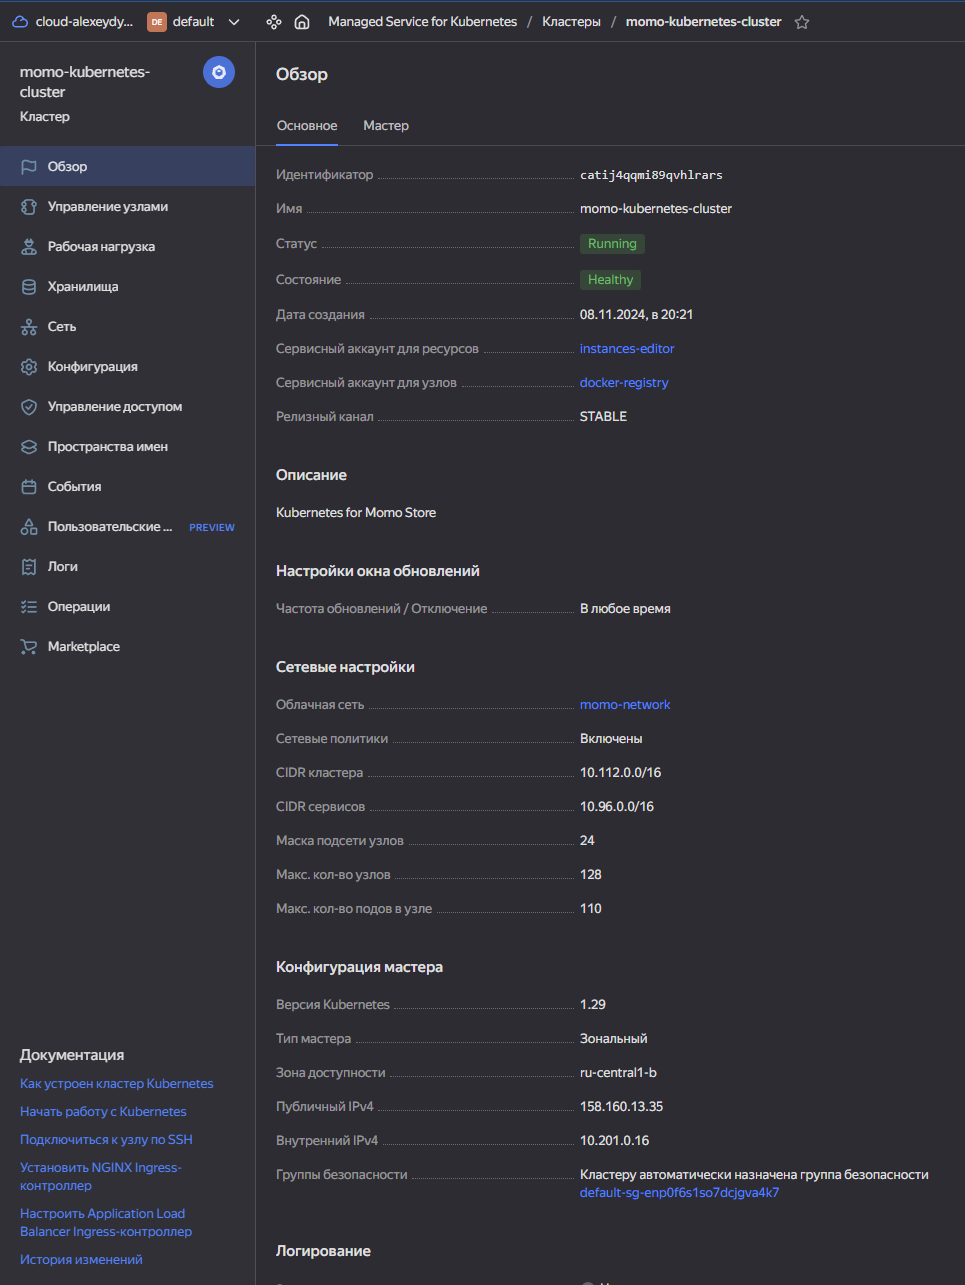 cloud-alexeydy... DE default Managed Service for Kubernetes / Кластеры / momo-kubernetes-cluster
momo-kubernetes-
cluster
Кластер
Обзор
Управление узлами
Рабочая нагрузка
Хранилища
Сеть
Конфигурация
Управление доступом
Пространства имен
События
Пользовательские ... PREVIEW
Логи
Операции
Marketplace
Документация
Как устроен кластер Kubernetes
Начать работу с Kubernetes
Подключиться к узлу по SSH
Установить NGINX Ingress-
контроллер
Настроить Application Load
Balancer Ingress-контроллер
История изменений
Обзор
Основное Мастер
Идентификатор catij4qqmi89qvhlrars
Имя momo-kubernetes-cluster
Статус Running
Состояние Healthy
Дата создания 08.11.2024, в 20:21
Сервисный аккаунт для ресурсов instances-editor
Сервисный аккаунт для узлов docker-registry
Релизный канал STABLE
Описание
Kubernetes for Momo Store
Настройки окна обновлений
Частота обновлений / Отключение В любое время
Сетевые настройки
Облачная сеть momo-network
Сетевые политики Включены
CIDR кластера 10.112.0.0/16
CIDR сервисов 10.96.0.0/16
Маска подсети узлов 24
Макс. кол-во узлов 128
Макс. кол-во подов в узле 110
Конфигурация мастера
Версия Kubernetes 1.29
Тип мастера Зональный
Зона доступности ru-central1-b
Публичный IPv4 158.160.13.35
Внутренний IPv4 10.201.0.16
Группы безопасности Кластеру автоматически назначена группа безопасности
default-sg-enp0f6s1so7dcjgva4k7
Логирование